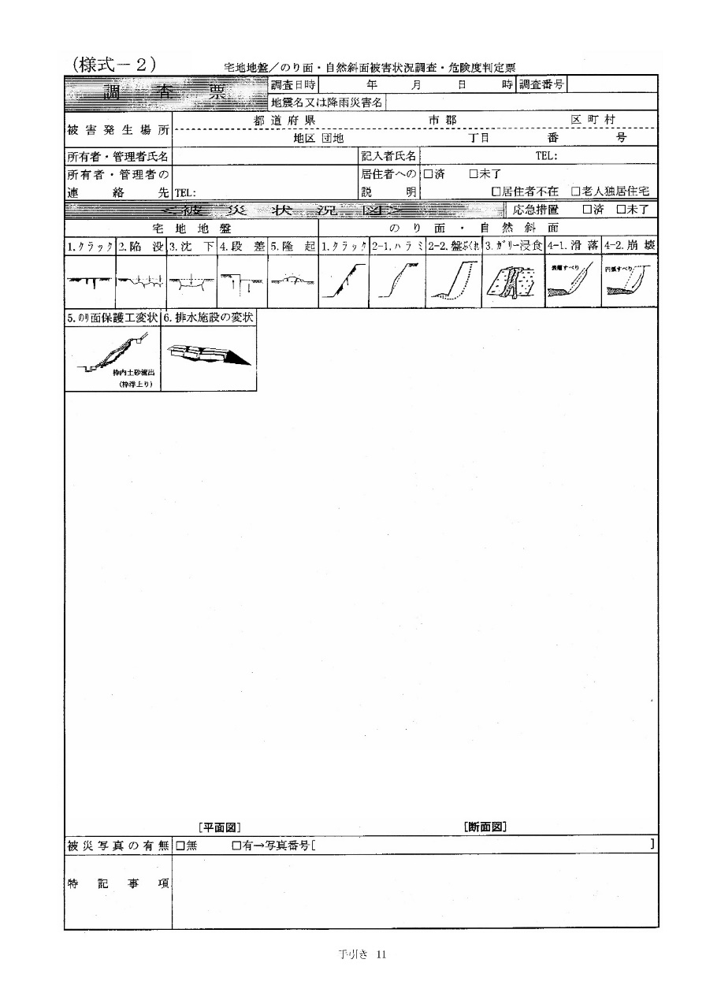 (様式-2)
宅地地盤/のり面・自然斜面被害状況調査・危険度判定票
調査票
調査日時 年 月 日 時 調査番号
地震名又は降雨災害名
被害発生場所 都道府県 市郡 区町村
地区 団地 丁目 番 号
所有者・管理者氏名 記入者氏名 TEL:
所有者・管理者の 居住者への □済 □未了
連絡先 TEL: 説明 □居住者不在 □老人独居住宅
<被災状況図> 応急措置 □済 □未了
宅地地盤 のり面・自然斜面
1.クラック 2.陥没 3.沈下 4.段差 5.隆起 1.クラック 2-1.ハラミ 2-2.盤ぶくれ 3.ガリー浸食 4-1.滑落 4-2.崩壊
表層すべり 円弧すべり
5.のり面保護工変状 6.排水施設の変状
枠内土砂流出
(枠浮上り)
[平面図] [断面図]
被災写真の有無 □無 □有→写真番号[ ]
特記事項
手引き 11